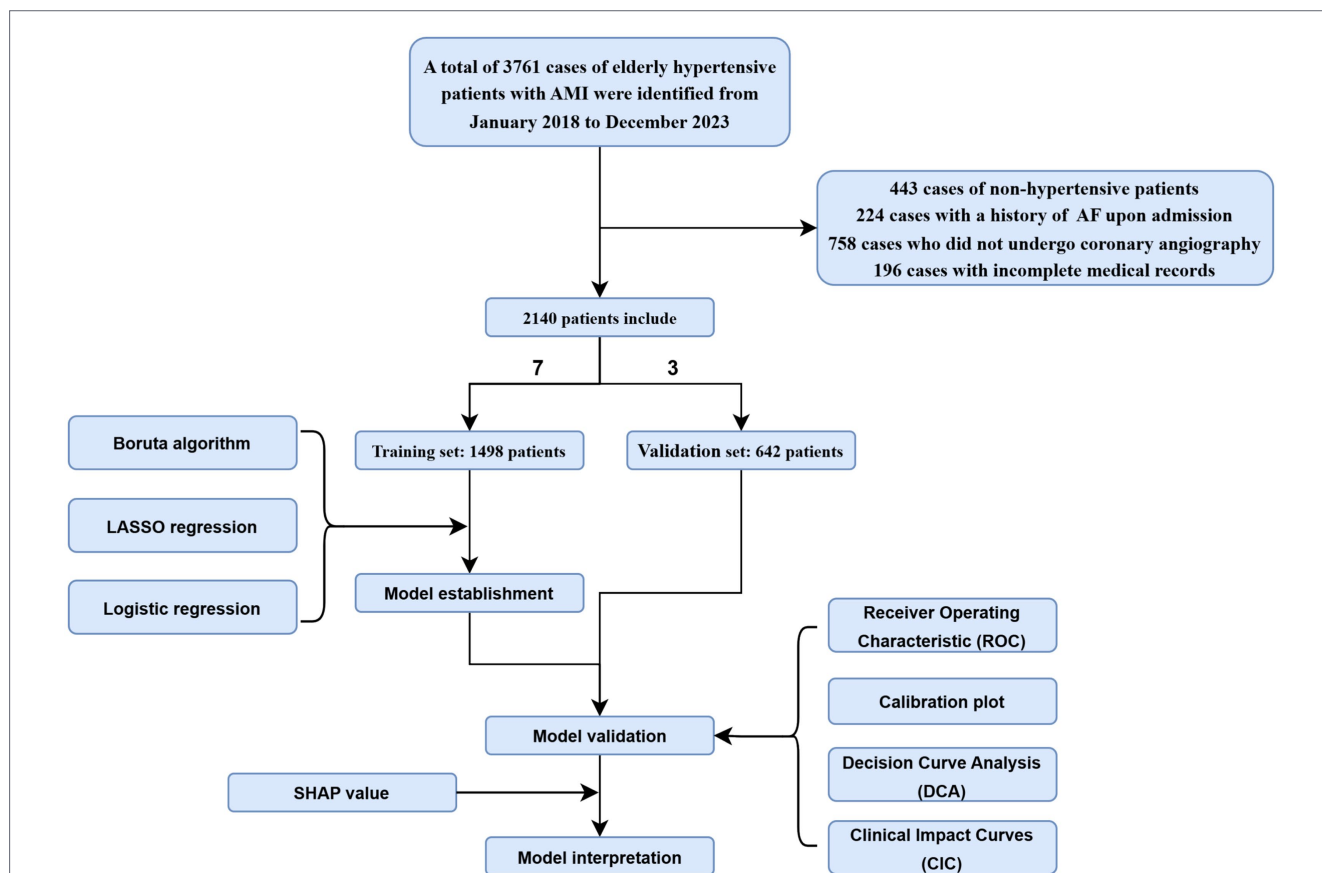 A total of 3761 cases of elderly hypertensive
patients with AMI were identified from
January 2018 to December 2023
443 cases of non-hypertensive patients
224 cases with a history of AF upon admission
758 cases who did not undergo coronary angiography
196 cases with incomplete medical records
2140 patients include
7
3
Boruta algorithm
Training set: 1498 patients
Validation set: 642 patients
LASSO regression
Model establishment
Logistic regression
Receiver Operating
Characteristic (ROC)
Calibration plot
Model validation
Decision Curve Analysis
(DCA)
SHAP value
Clinical Impact Curves
(CIC)
Model interpretation